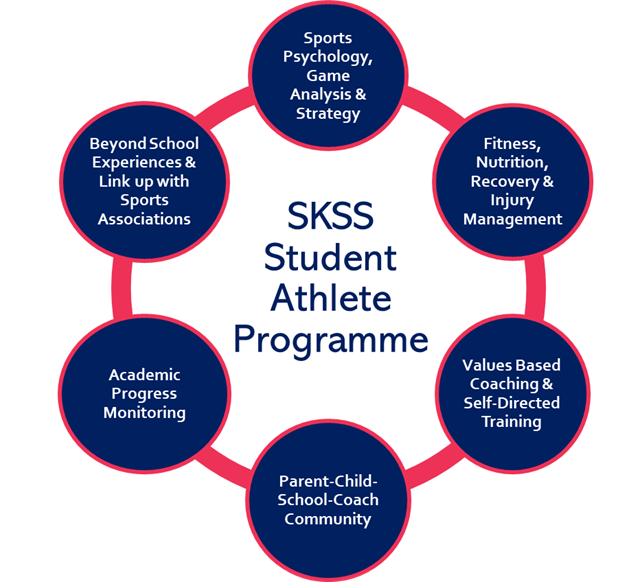 Sports
Psychology,
Game
Analysis &
Strategy
Fitness,
Nutrition,
Recovery &
Injury
Management
Values Based
Coaching &
Self-Directed
Training
Parent-Child-
School-Coach
Community
Academic
Progress
Monitoring
Beyond School
Experiences &
Link up with
Sports
Associations
SKSS
Student
Athlete
Programme